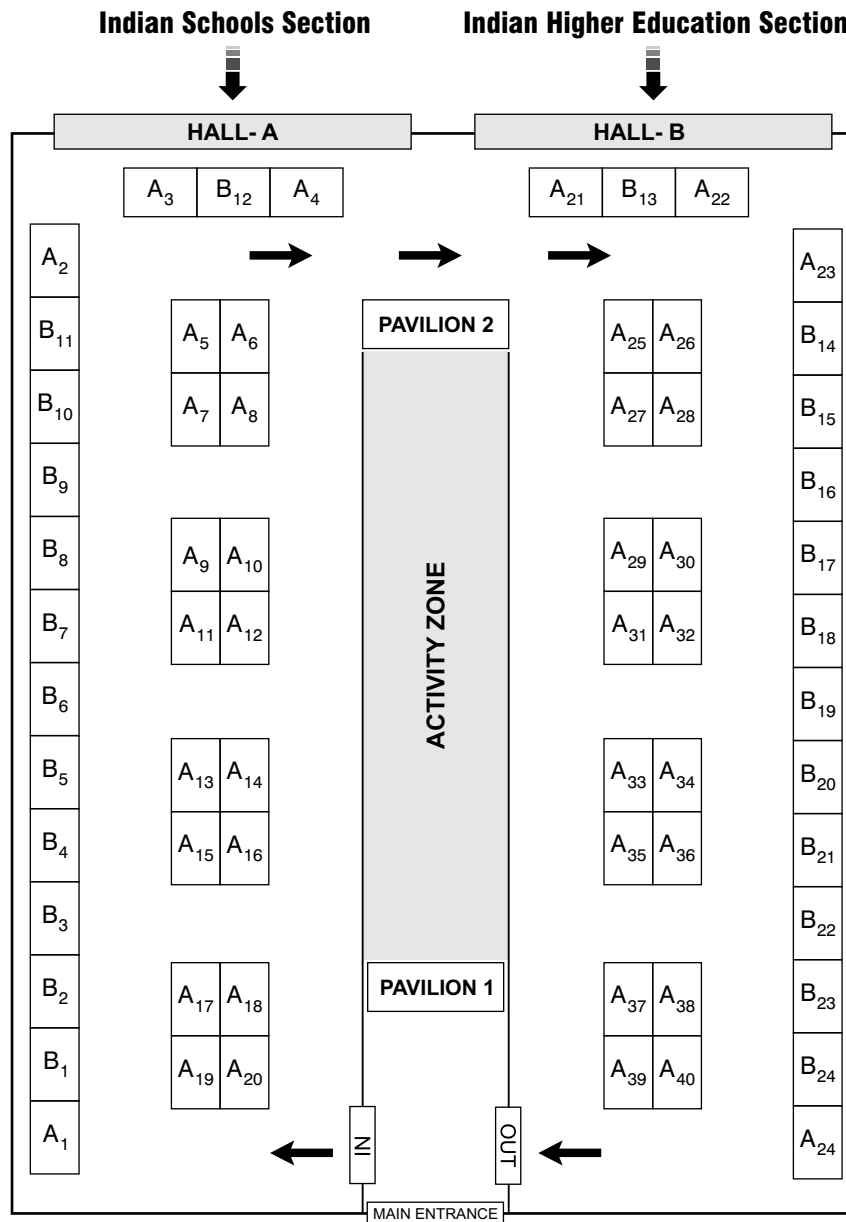 Indian Schools Section
Indian Higher Education Section
HALL- A
HALL- B
A3 B12 A4
A21 B13 A22
A2
B11
B10
B9
B8
B7
B6
B5
B4
B3
B2
B1
A1
A5 A6
A7 A8
A9 A10
A11 A12
A13 A14
A15 A16
A17 A18
A19 A20
PAVILION 2
ACTIVITY ZONE
PAVILION 1
IN
OUT
MAIN ENTRANCE
A25 A26
A27 A28
A29 A30
A31 A32
A33 A34
A35 A36
A37 A38
A39 A40
A23
B14
B15
B16
B17
B18
B19
B20
B21
B22
B23
B24
A24